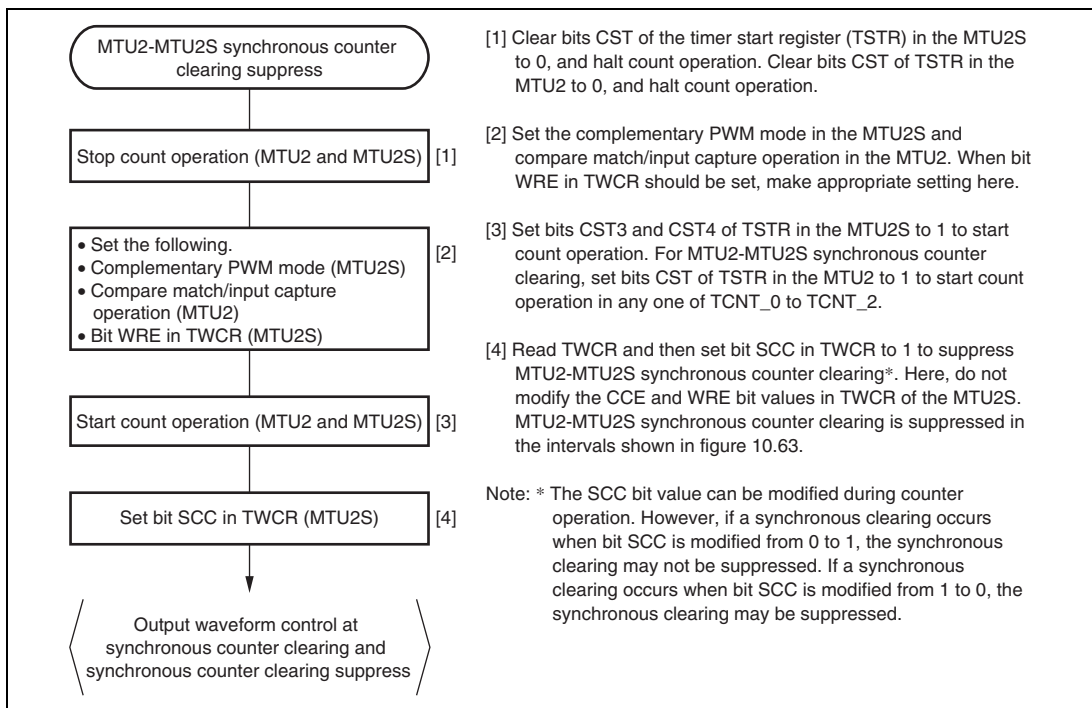 MTU2-MTU2S synchronous counter
clearing suppress
Stop count operation (MTU2 and MTU2S)
[1]
• Set the following.
• Complementary PWM mode (MTU2S)
• Compare match/input capture
operation (MTU2)
• Bit WRE in TWCR (MTU2S)
[2]
Start count operation (MTU2 and MTU2S)
[3]
Set bit SCC in TWCR (MTU2S)
[4]
Output waveform control at
synchronous counter clearing and
synchronous counter clearing suppress
[1] Clear bits CST of the timer start register (TSTR) in the MTU2S
to 0, and halt count operation. Clear bits CST of TSTR in the
MTU2 to 0, and halt count operation.
[2] Set the complementary PWM mode in the MTU2S and
compare match/input capture operation in the MTU2. When bit
WRE in TWCR should be set, make appropriate setting here.
[3] Set bits CST3 and CST4 of TSTR in the MTU2S to 1 to start
count operation. For MTU2-MTU2S synchronous counter
clearing, set bits CST of TSTR in the MTU2 to 1 to start count
operation in any one of TCNT_0 to TCNT_2.
[4] Read TWCR and then set bit SCC in TWCR to 1 to suppress
MTU2-MTU2S synchronous counter clearing*. Here, do not
modify the CCE and WRE bit values in TWCR of the MTU2S.
MTU2-MTU2S synchronous counter clearing is suppressed in
the intervals shown in figure 10.63.
Note: * The SCC bit value can be modified during counter
operation. However, if a synchronous clearing occurs
when bit SCC is modified from 0 to 1, the synchronous
clearing may not be suppressed. If a synchronous
clearing occurs when bit SCC is modified from 1 to 0, the
synchronous clearing may be suppressed.